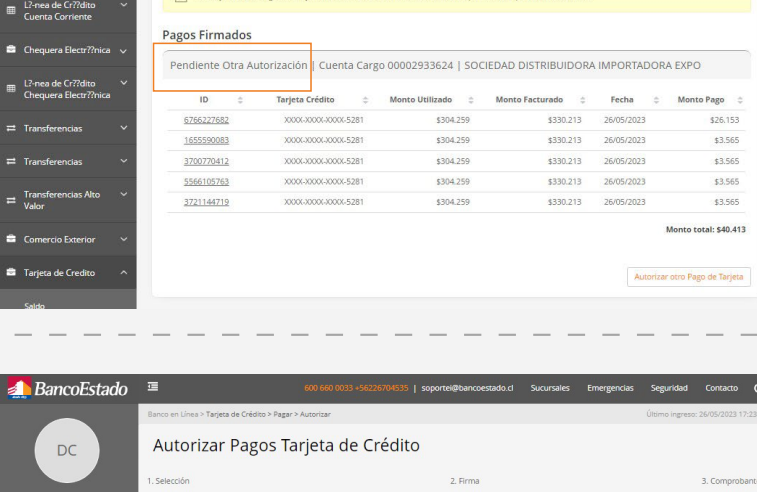 L?-nea de Cr??dito
Cuenta Corriente
Chequera Electr??nica
L?-nea de Cr??dito
Chequera Electr??nica
Transferencias
Transferencias
Transferencias Alto
Valor
Comercio Exterior
Tarjeta de Credito
Saldo
Pagos Firmados
Pendiente Otra Autorización | Cuenta Cargo 00002933624 | SOCIEDAD DISTRIBUIDORA IMPORTADORA EXPO
ID Tarjeta Crédito Monto Utilizado Monto Facturado Fecha Monto Pago
6766227682 XXXX-XXXX-XXXX-5281 $304.259 $330.213 26/05/2023 $26.153
1655590083 XXXX-XXXX-XXXX-5281 $304.259 $330.213 26/05/2023 $3.565
3700770412 XXXX-XXXX-XXXX-5281 $304.259 $330.213 26/05/2023 $3.565
5566105763 XXXX-XXXX-XXXX-5281 $304.259 $330.213 26/05/2023 $3.565
3721144719 XXXX-XXXX-XXXX-5281 $304.259 $330.213 26/05/2023 $3.565
Monto total: $40.413
Autorizar otro Pago de Tarjeta
BancoEstado 600 660 0033 +56226704535 | soportei@bancoestado.cl Sucursales Emergencias Seguridad Contacto
Banco en Línea > Tarjeta de Crédito > Pagar > Autorizar Último ingreso: 26/05/2023 17:23
DC
Autorizar Pagos Tarjeta de Crédito
1. Selección 2. Firma 3. Comprobant